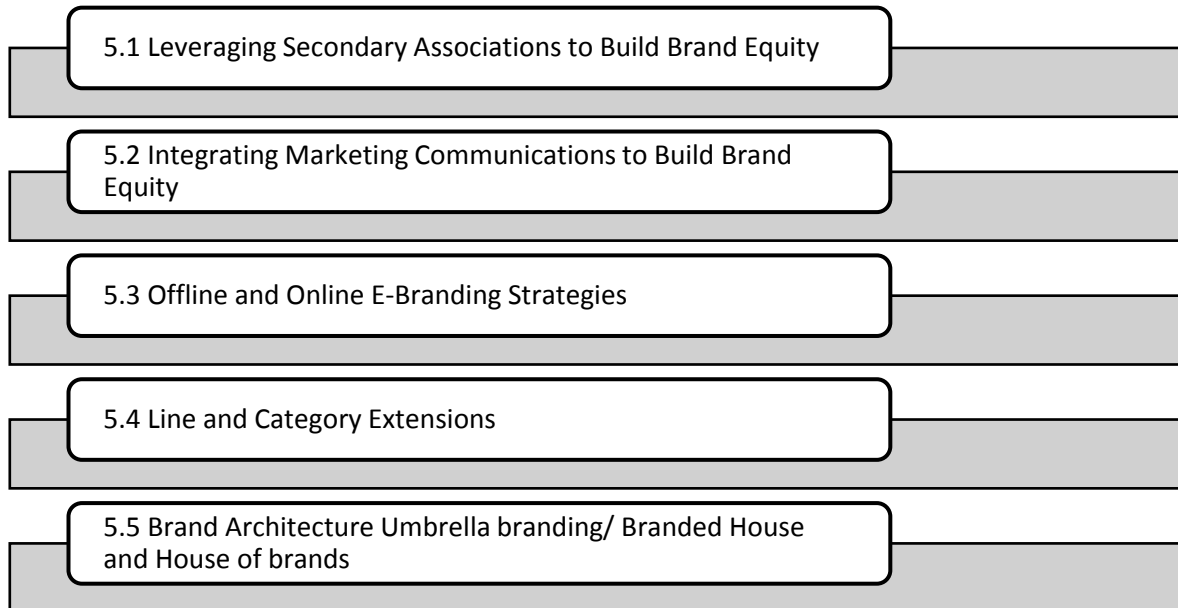 5.1 Leveraging Secondary Associations to Build Brand Equity
5.2 Integrating Marketing Communications to Build Brand
Equity
5.3 Offline and Online E-Branding Strategies
5.4 Line and Category Extensions
5.5 Brand Architecture Umbrella branding/ Branded House
and House of brands